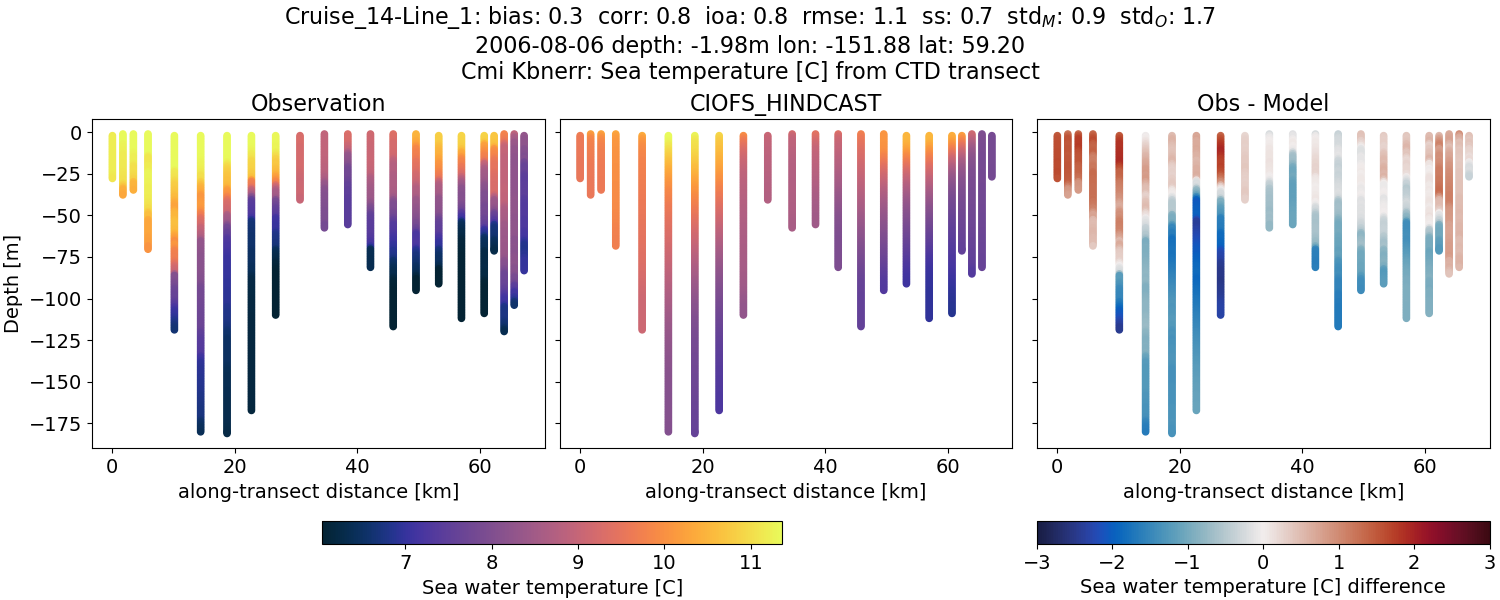 Cruise_14-Line_1: bias: 0.3 corr: 0.8 ioa: 0.8 rmse: 1.1 ss: 0.7 std_M: 0.9 std_O: 1.7
2006-08-06 depth: -1.98m lon: -151.88 lat: 59.20
Cmi Kbnerr: Sea temperature [C] from CTD transect
Observation
CIOFS_HINDCAST
Obs - Model
Depth [m]
0
−25
−50
−75
−100
−125
−150
−175
0 20 40 60
0 20 40 60
0 20 40 60
along-transect distance [km]
along-transect distance [km]
along-transect distance [km]
7 8 9 10 11
Sea water temperature [C]
−3 −2 −1 0 1 2 3
Sea water temperature [C] difference